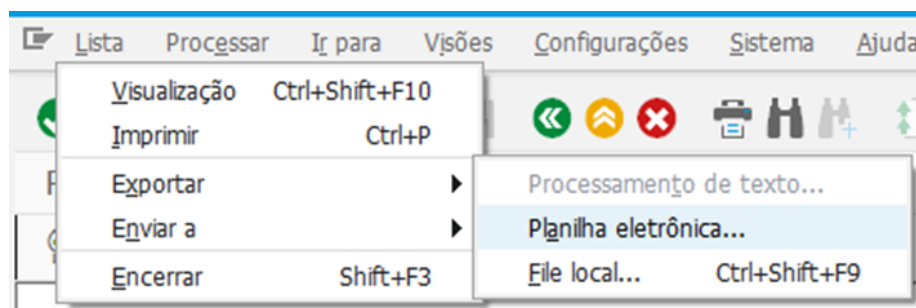 Lista Processar Ir para Visões Configurações Sistema Ajuda
Visualização Ctrl+Shift+F10
Imprimir Ctrl+P
Exportar
Enviar a
Encerrar Shift+F3
Processamento de texto...
Planilha eletrônica...
File local... Ctrl+Shift+F9